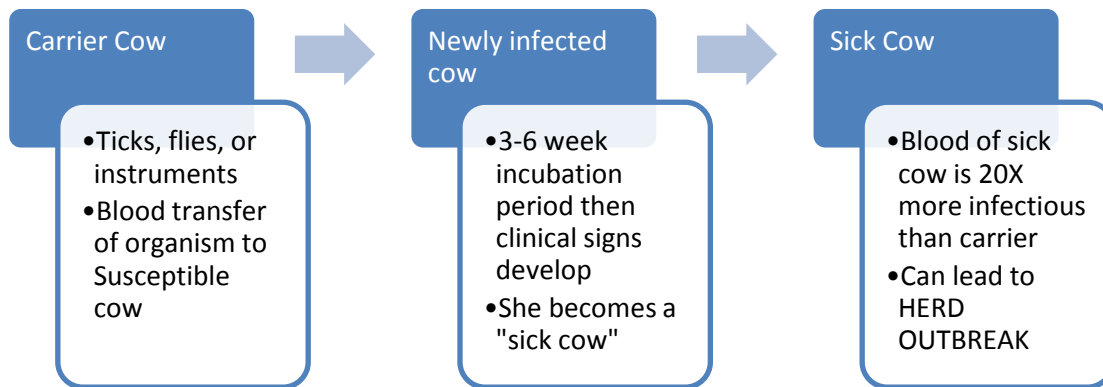 Carrier Cow
•Ticks, flies, or
instruments
•Blood transfer
of organism to
Susceptible
cow
Newly infected
cow
•3-6 week
incubation
period then
clinical signs
develop
•She becomes a
"sick cow"
Sick Cow
•Blood of sick
cow is 20X
more infectious
than carrier
•Can lead to
HERD
OUTBREAK